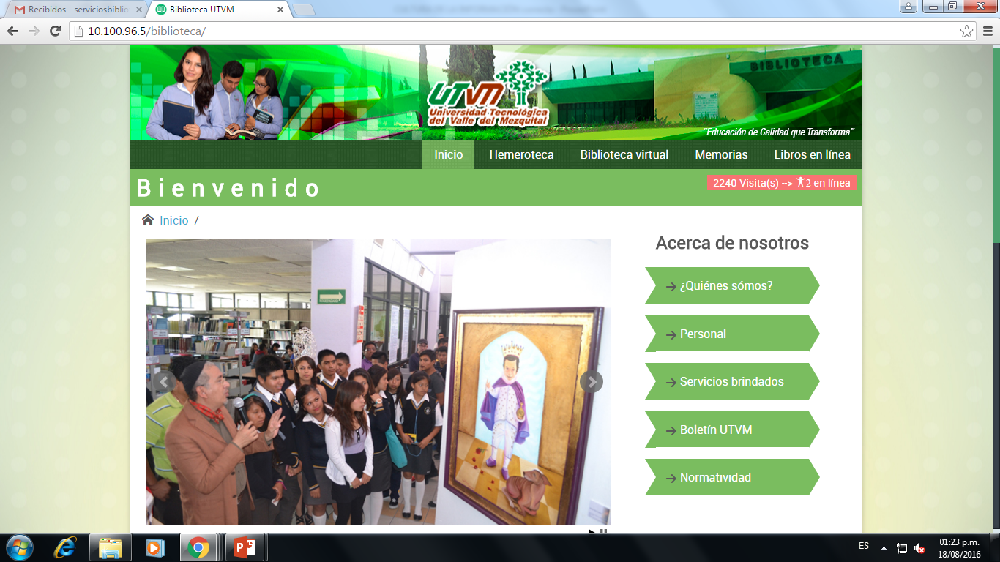 Recibidos - serviciosbiblio
Biblioteca UTVM
10.100.96.5/biblioteca/
BIBLIOTECA
UTVM
Universidad Tecnológica
del Valle del Mezquital
“Educación de Calidad que Transforma”
Inicio
Hemeroteca
Biblioteca virtual
Memorias
Libros en línea
Bienvenido
2240 Visita(s) --> 2 en línea
Inicio /
Acerca de nosotros
¿Quiénes sómos?
Personal
Servicios brindados
Boletín UTVM
Normatividad
ES
01:23 p.m.
18/08/2016